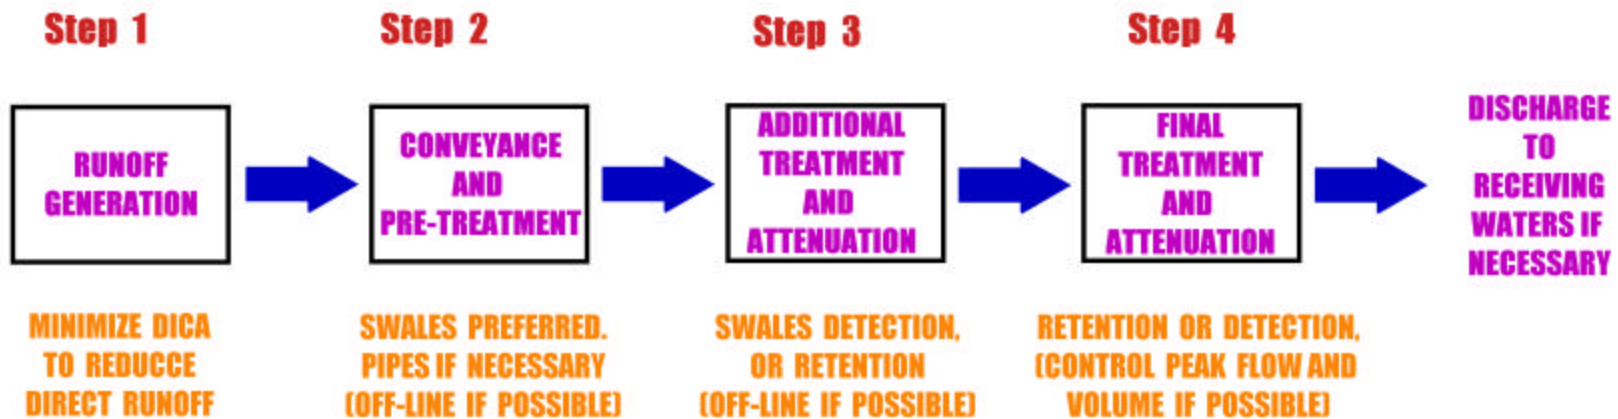 Step 1
Step 2
Step 3
Step 4
RUNOFF
GENERATION
CONVEYANCE
AND
PRE-TREATMENT
ADDITIONAL
TREATMENT
AND
ATTENUATION
FINAL
TREATMENT
AND
ATTENUATION
DISCHARGE
TO
RECEIVING
WATERS IF
NECESSARY
MINIMIZE DICA
TO REDUCCE
DIRECT RUNOFF
SWALES PREFERRED.
PIPES IF NECESSARY
(OFF-LINE IF POSSIBLE)
SWALES DETECTION,
OR RETENTION
(OFF-LINE IF POSSIBLE)
RETENTION OR DETECTION,
(CONTROL PEAK FLOW AND
VOLUME IF POSSIBLE)